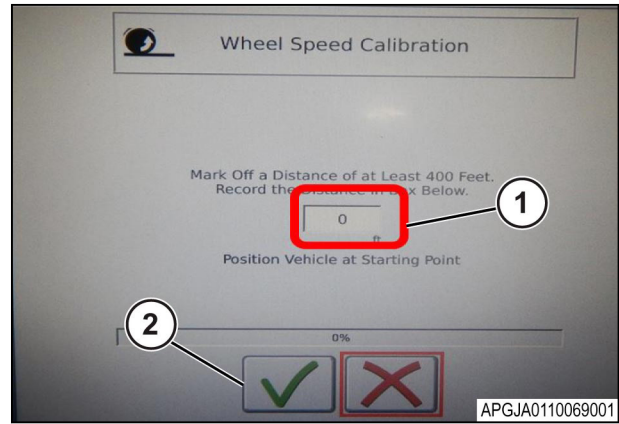 Wheel Speed Calibration
Mark Off a Distance of at Least 400 Feet.
Record the Distance in Box Below.
0
ft
1
Position Vehicle at Starting Point
2
0%
APGJA0110069001